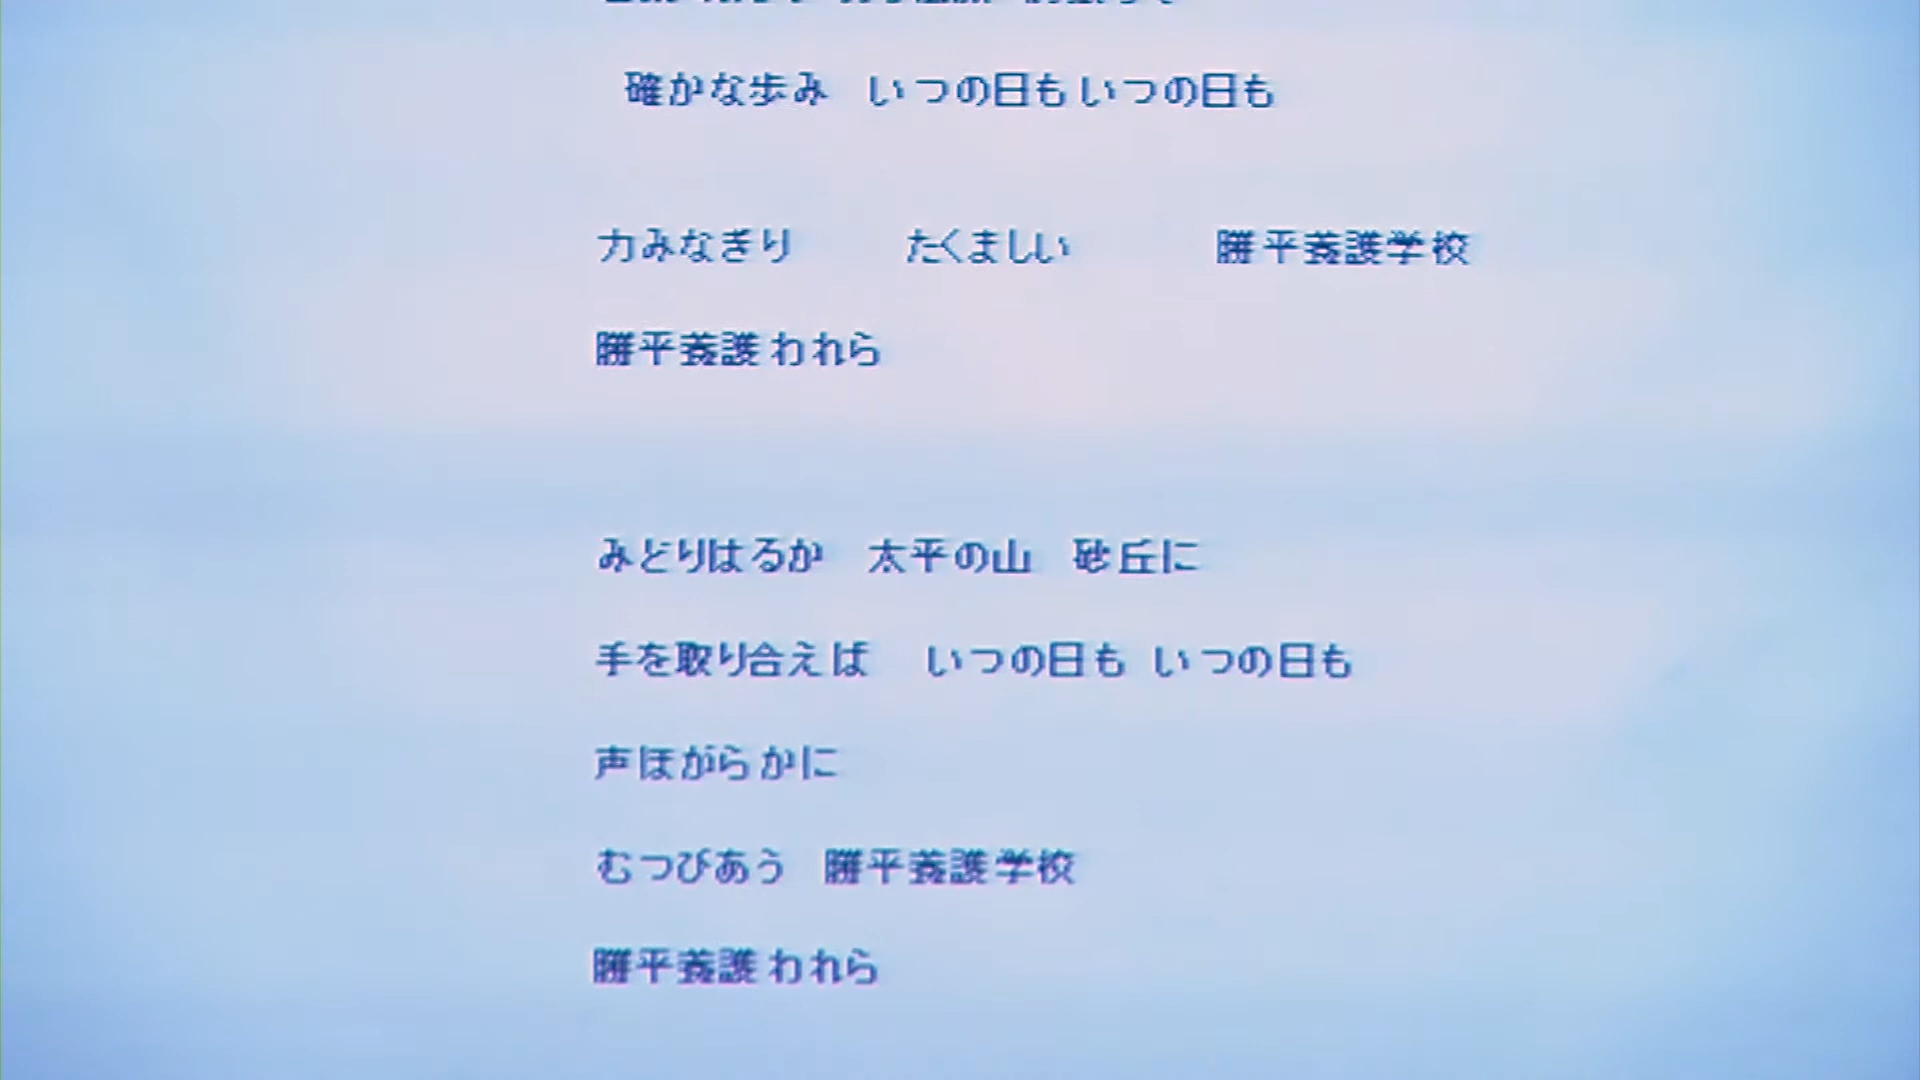 確かな歩み いつの日もいつの日も
力みなぎり たくましい 勝平養護学校
勝平養護われら
みどりはるか 太平の山 砂丘に
手を取り合えば いつの日も いつの日も
声ほがらかに
むつびあう 勝平養護学校
勝平養護われら